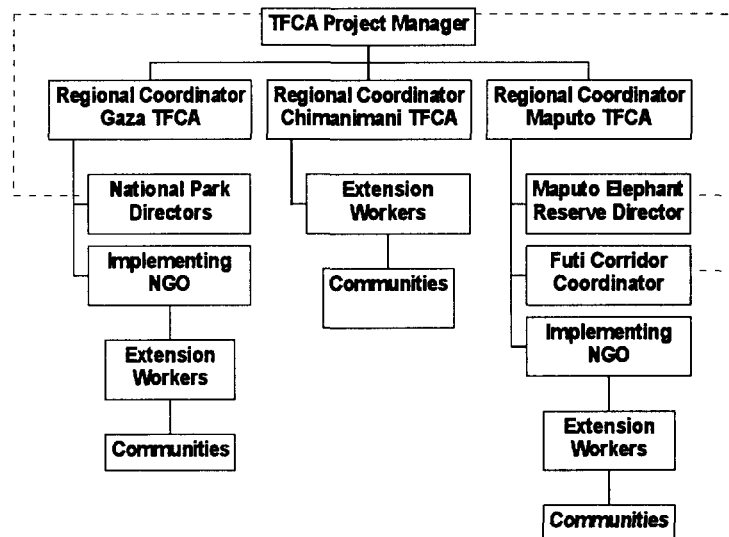 TFCA Project Manager
Regional Coordinator
Gaza TFCA
Regional Coordinator
Chimanimani TFCA
Regional Coordinator
Maputo TFCA
National Park
Directors
Implementing
NGO
Extension
Workers
Communities
Extension
Workers
Communities
Maputo Elephant
Reserve Director
Futi Corridor
Coordinator
Implementing
NGO
Extension
Workers
Communities